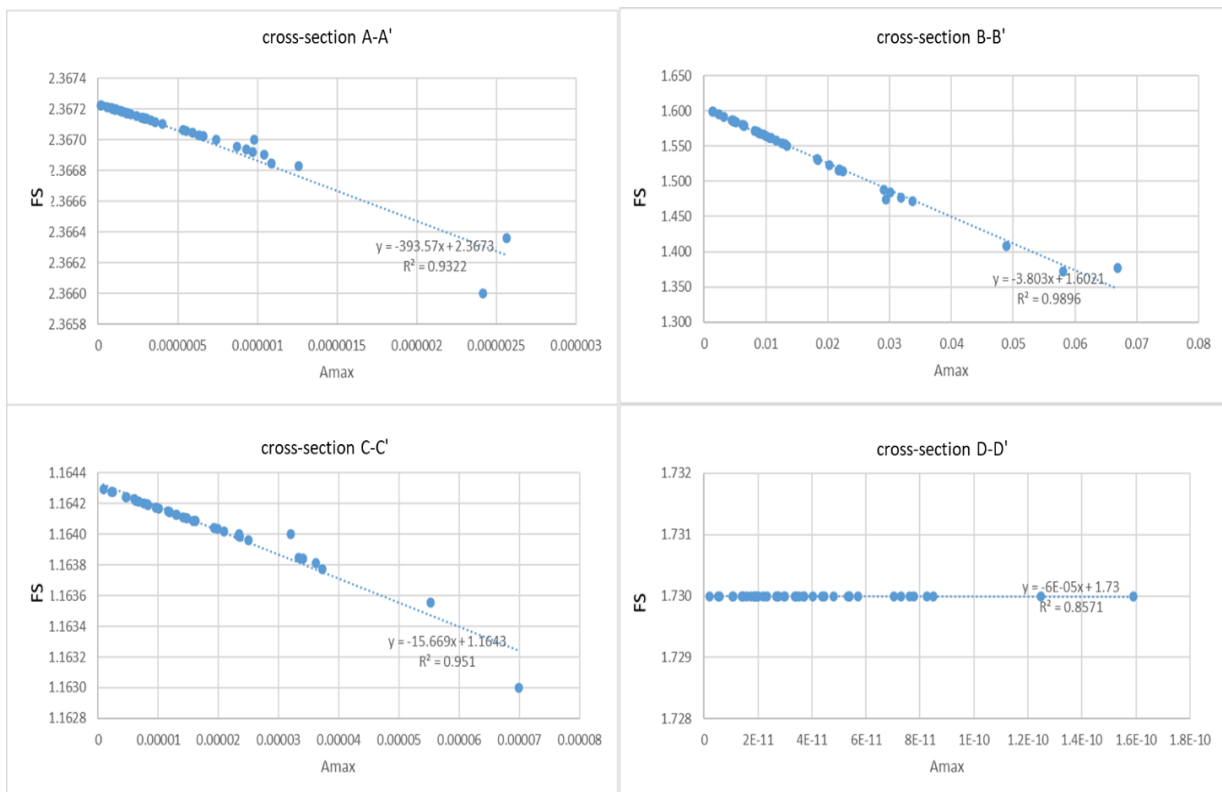 cross-section A-A'
2.3674
2.3672
2.3670
2.3668
2.3666
2.3664
2.3662
2.3660
2.3658
FS
y = -393.57x + 2.3673
R² = 0.9322
0
0.0000005
0.000001
0.0000015
0.000002
0.0000025
0.000003
Amax
cross-section B-B'
1.650
1.600
1.550
1.500
1.450
1.400
1.350
1.300
FS
y = -3.803x + 1.6021
R² = 0.9896
0
0.01
0.02
0.03
0.04
0.05
0.06
0.07
0.08
Amax
cross-section C-C'
1.1644
1.1642
1.1640
1.1638
1.1636
1.1634
1.1632
1.1630
1.1628
FS
y = -15.669x + 1.1643
R² = 0.951
0
0.00001
0.00002
0.00003
0.00004
0.00005
0.00006
0.00007
0.00008
Amax
cross-section D-D'
1.732
1.731
1.730
1.729
1.728
FS
y = -6E-05x + 1.73
R² = 0.8571
0
2E-11
4E-11
6E-11
8E-11
1E-10
1.2E-10
1.4E-10
1.6E-10
1.8E-10
Amax